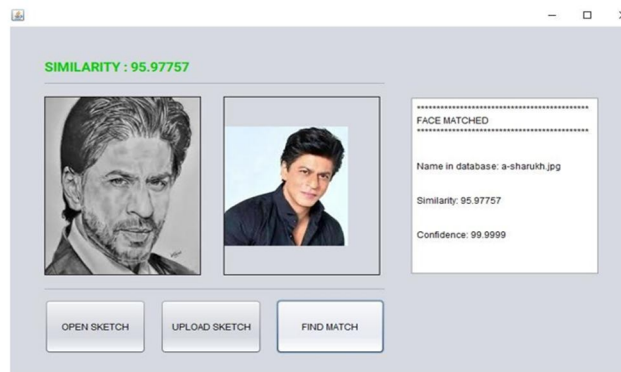 SIMILARITY : 95.97757
******************************************
FACE MATCHED
******************************************
Name in database: a-sharukh.jpg
Similarity: 95.97757
Confidence: 99.9999
OPEN SKETCH
UPLOAD SKETCH
FIND MATCH